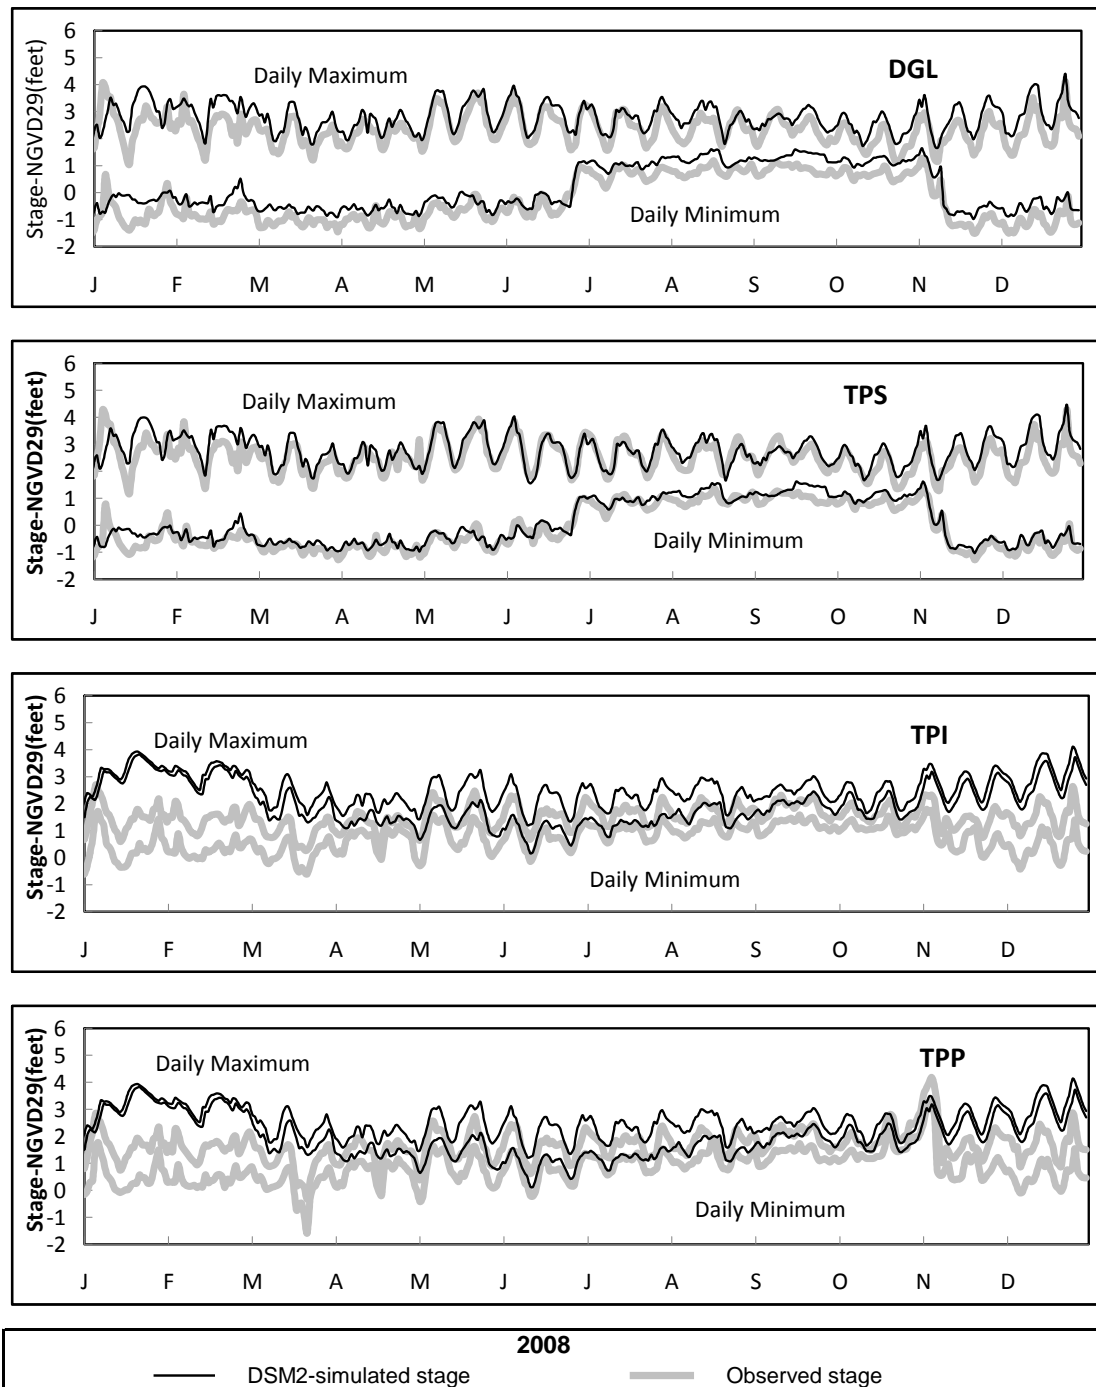 Stage-NGVD29(feet)
6
5
4
3
2
1
0
-1
-2
Daily Maximum
DGL
Daily Minimum
J F M A M J J A S O N D
Stage-NGVD29(feet)
6
5
4
3
2
1
0
-1
-2
Daily Maximum
TPS
Daily Minimum
J F M A M J J A S O N D
Stage-NGVD29(feet)
6
5
4
3
2
1
0
-1
-2
Daily Maximum
TPI
Daily Minimum
J F M A M J J A S O N D
Stage-NGVD29(feet)
6
5
4
3
2
1
0
-1
-2
Daily Maximum
TPP
Daily Minimum
J F M A M J J A S O N D
2008
DSM2-simulated stage Observed stage